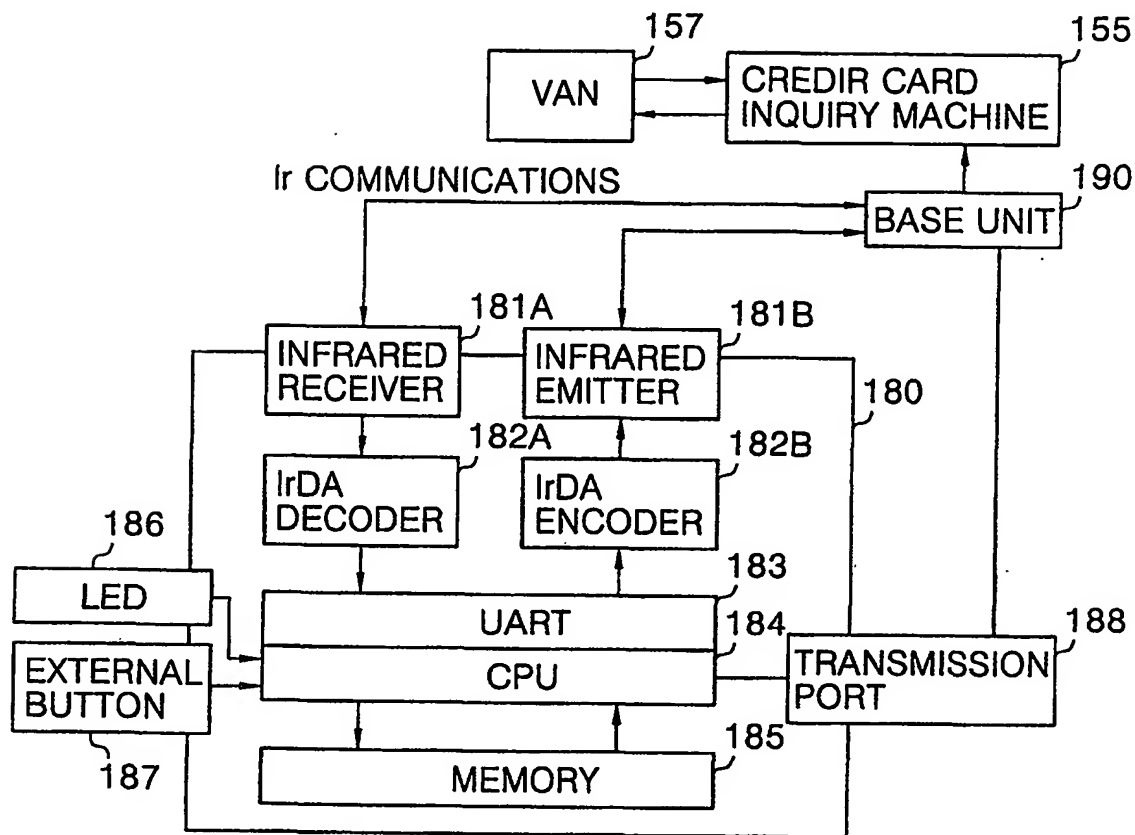 157
155
VAN
CREDIR CARD
INQUIRY MACHINE
Ir COMMUNICATIONS
190
BASE UNIT
181A
181B
INFRARED
RECEIVER
INFRARED
EMITTER
180
182A
182B
IrDA
DECODER
IrDA
ENCODER
186
LED
183
UART
184
CPU
188
TRANSMISSION
PORT
EXTERNAL
BUTTON
187
185
MEMORY